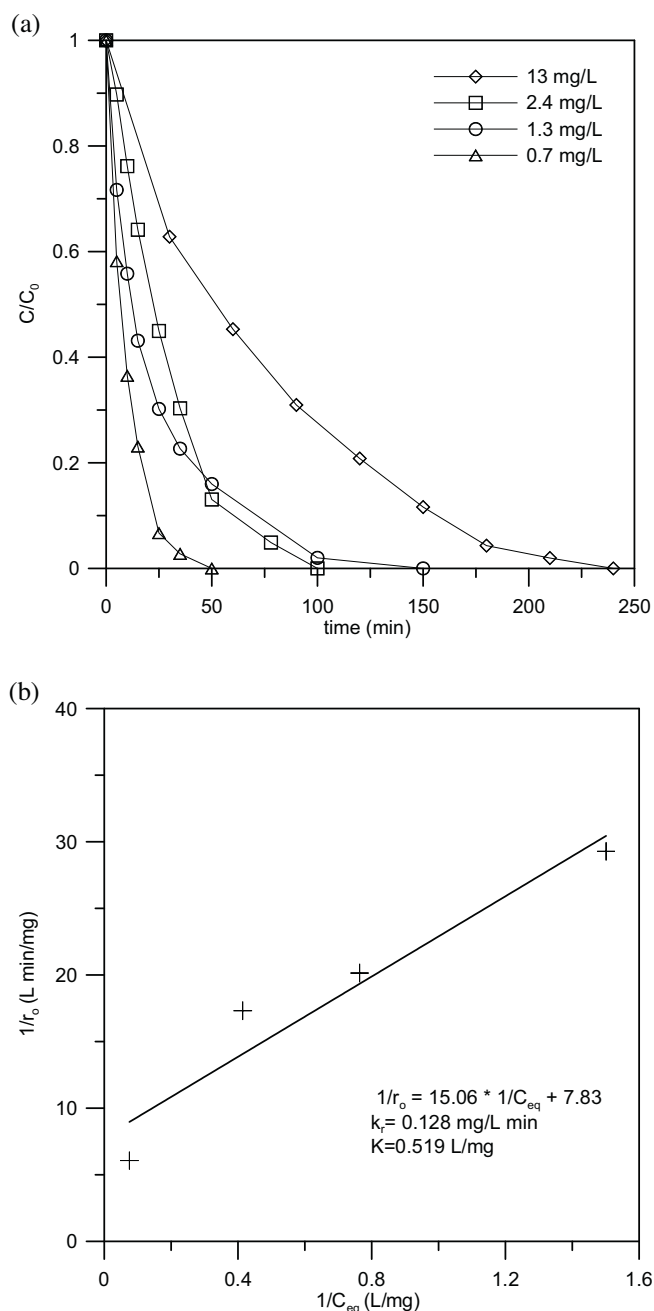 (a)
1
0.8
0.6
0.4
0.2
0
C/C₀
13 mg/L
2.4 mg/L
1.3 mg/L
0.7 mg/L
0 50 100 150 200 250
time (min)
(b)
40
30
20
10
0
1/rₒ (L min/mg)
1/rₒ = 15.06 * 1/Cₑq + 7.83
kᵣ= 0.128 mg/L min
K=0.519 L/mg
0 0.4 0.8 1.2 1.6
1/Cₑq (L/mg)